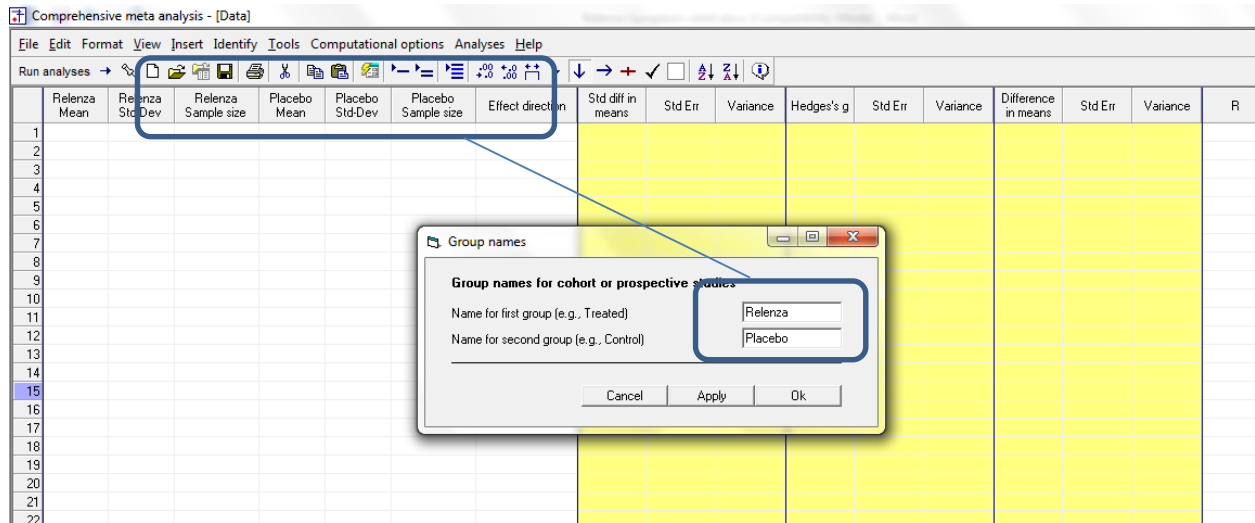 Comprehensive meta analysis - [Data]
File Edit Format View Insert Identify Tools Computational options Analyses Help
Run analyses
Relenza Mean Relenza Std-Dev Relenza Sample size Placebo Mean Placebo Std-Dev Placebo Sample size Effect direction Std diff in means Std Err Variance Hedges's g Std Err Variance Difference in means Std Err Variance R
1
2
3
4
5
6
7
8
9
10
11
12
13
14
15
16
17
18
19
20
21
22
Group names
Group names for cohort or prospective studies
Name for first group (e.g., Treated) Relenza
Name for second group (e.g., Control) Placebo
Cancel Apply Ok